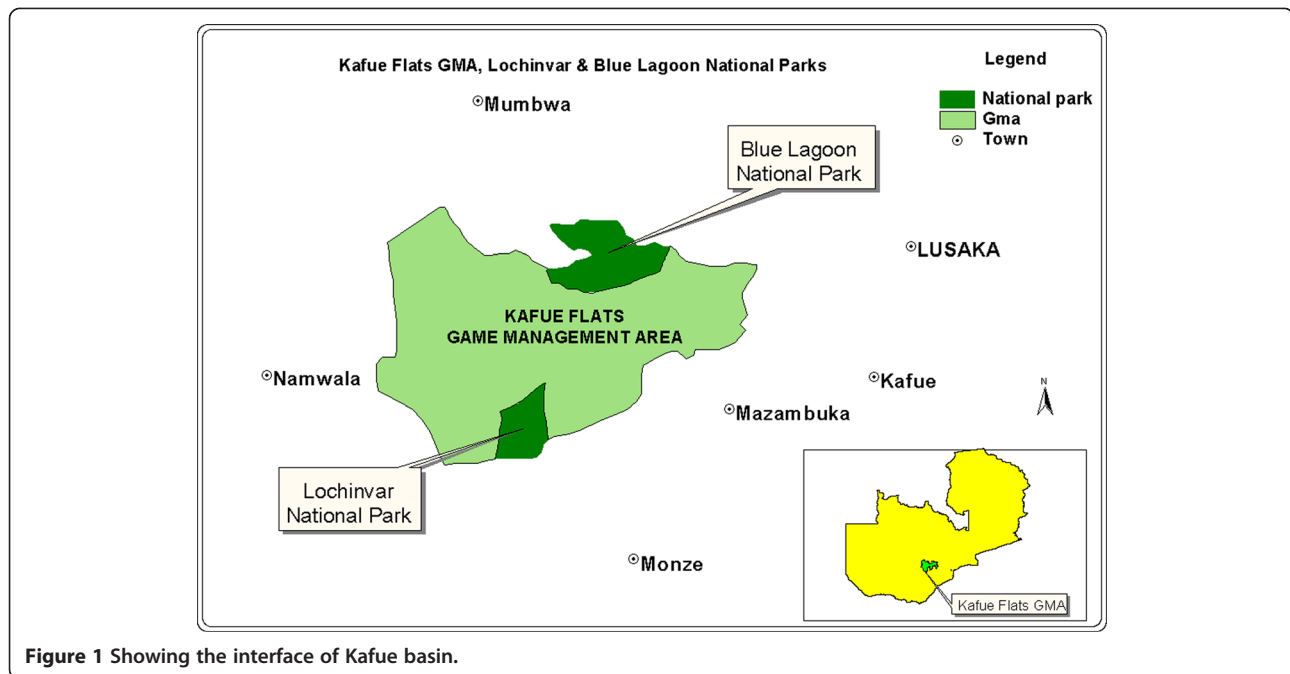 Kafue Flats GMA, Lochinvar & Blue Lagoon National Parks
Legend
National park
Gma
Town
Mumbwa
Blue Lagoon
National Park
LUSAKA
KAFUE FLATS
GAME MANAGEMENT AREA
Namwala
Kafue
N
Mazambuka
Lochinvar
National Park
Monze
Kafue Flats GMA
Figure 1 Showing the interface of Kafue basin.